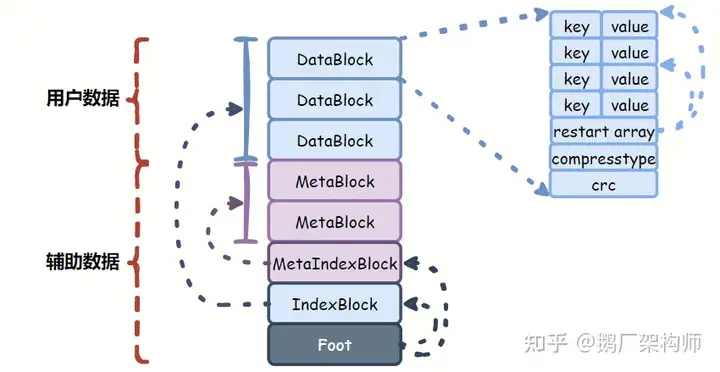 用户数据
辅助数据
DataBlock
DataBlock
DataBlock
MetaBlock
MetaBlock
MetaIndexBlock
IndexBlock
Foot
key value
key value
key value
key value
restart array
compresstype
crc
知乎 @鹅厂架构师